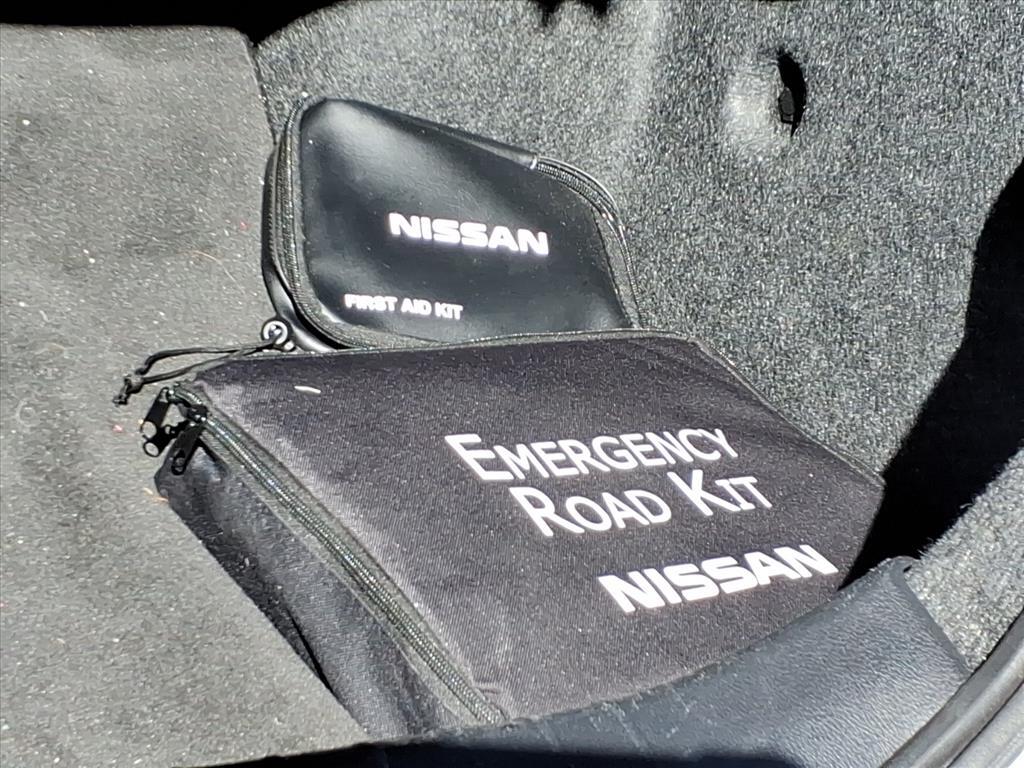 NISSAN
FIRST AID KIT
EMERGENCY
ROAD KIT
NISSAN